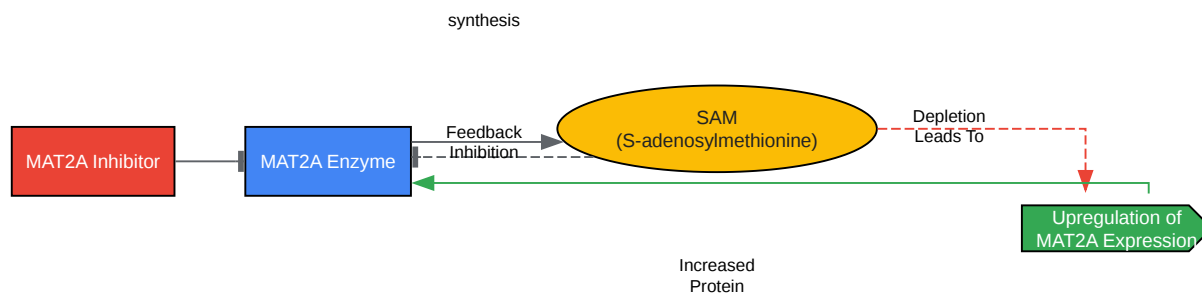 synthesis
MAT2A Inhibitor
MAT2A Enzyme
Feedback
Inhibition
SAM
(S-adenosylmethionine)
Depletion
Leads To
Upregulation of
MAT2A Expression
Increased
Protein